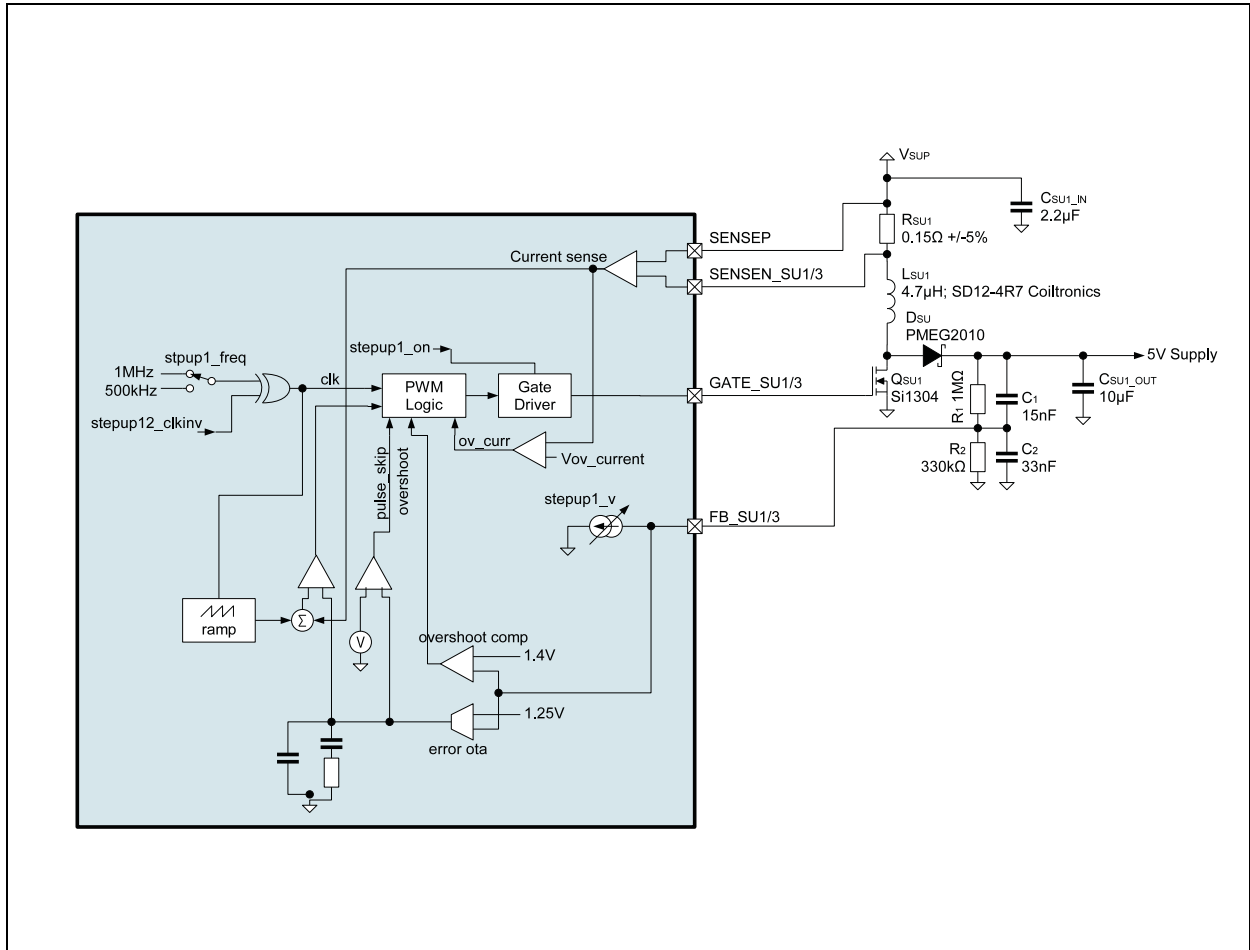 VSUP
CSU1_IN
2.2µF
RSU1
0.15Ω +/-5%
SENSEP
Current sense
SENSEN_SU1/3
LSU1
4.7µH; SD12-4R7 Coiltronics
DSU
PMEG2010
stpup1_freq
stepup1_on
5V Supply
1MHz
500kHz
clk
PWM
Logic
Gate
Driver
GATE_SU1/3
QSU1
Si1304
R1 1MΩ
C1
15nF
CSU1_OUT
10µF
stepup12_clkinv
ov_curr
Vov_current
R2
330kΩ
C2
33nF
pulse_skip
overshoot
stepup1_v
FB_SU1/3
ramp
Σ
V
overshoot comp
1.4V
1.25V
error ota